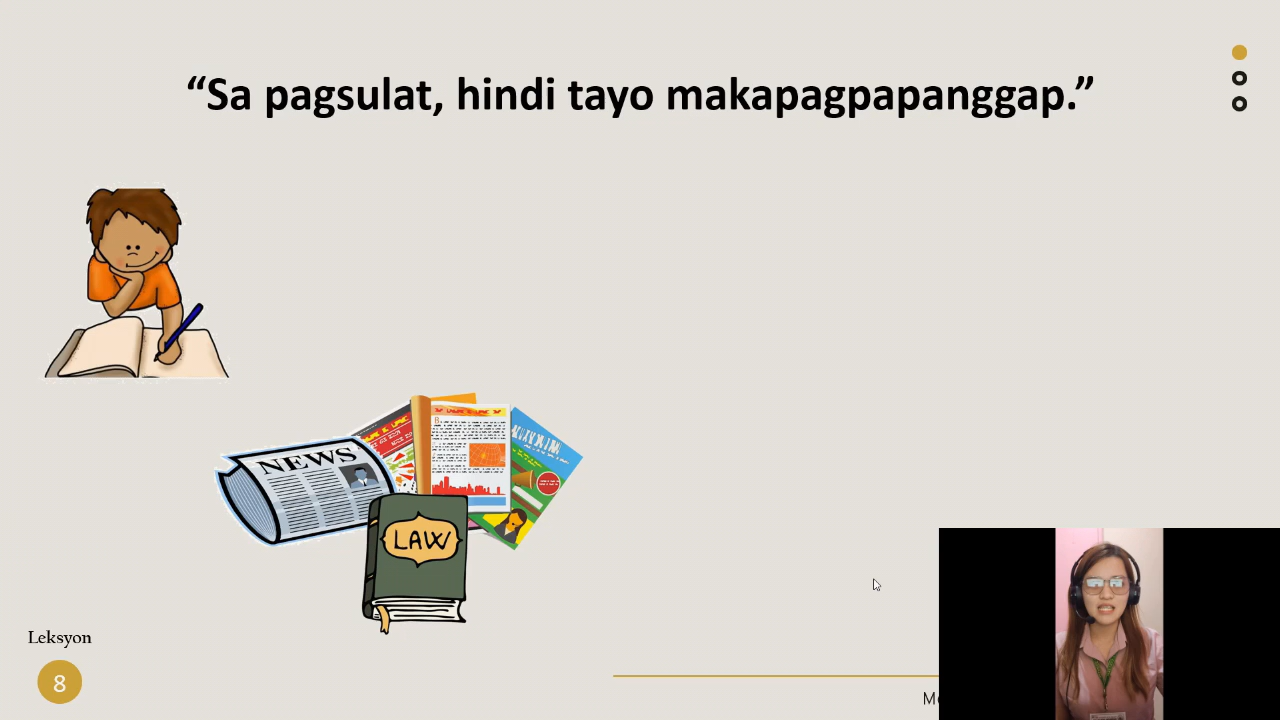 “Sa pagsulat, hindi tayo makapagpapanggap.”
NEWS
LAW
Leksyon
8